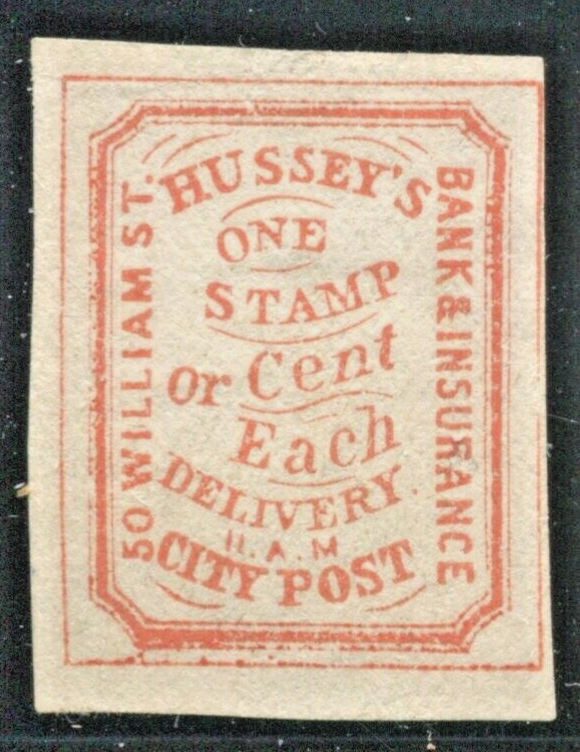 HUSSEY'S
ONE
STAMP
or Cent
Each
DELIVERY.
H. A. M
CITY POST
50 WILLIAM ST.
BANK & INSURANCE